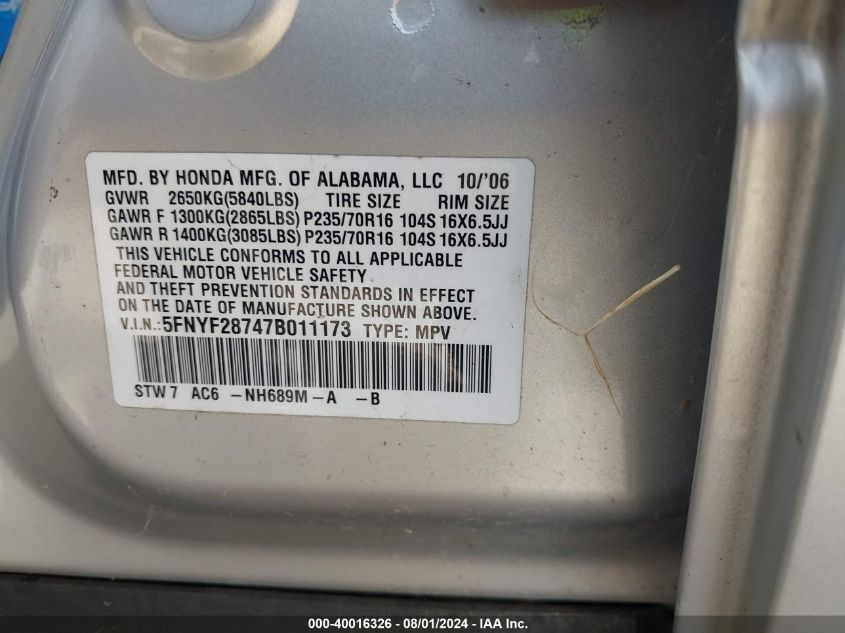 MFD. BY HONDA MFG. OF ALABAMA, LLC 10/'06
GVWR 2650KG(5840LBS) TIRE SIZE RIM SIZE
GAWR F 1300KG(2865LBS) P235/70R16 104S 16X6.5JJ
GAWR R 1400KG(3085LBS) P235/70R16 104S 16X6.5JJ
THIS VEHICLE CONFORMS TO ALL APPLICABLE
FEDERAL MOTOR VEHICLE SAFETY
AND THEFT PREVENTION STANDARDS IN EFFECT
ON THE DATE OF MANUFACTURE SHOWN ABOVE.
V.I.N.: 5FNYF28747B011173 TYPE: MPV
STW7 AC6 -NH689M-A -B
000-40016326 - 08/01/2024 - IAA Inc.